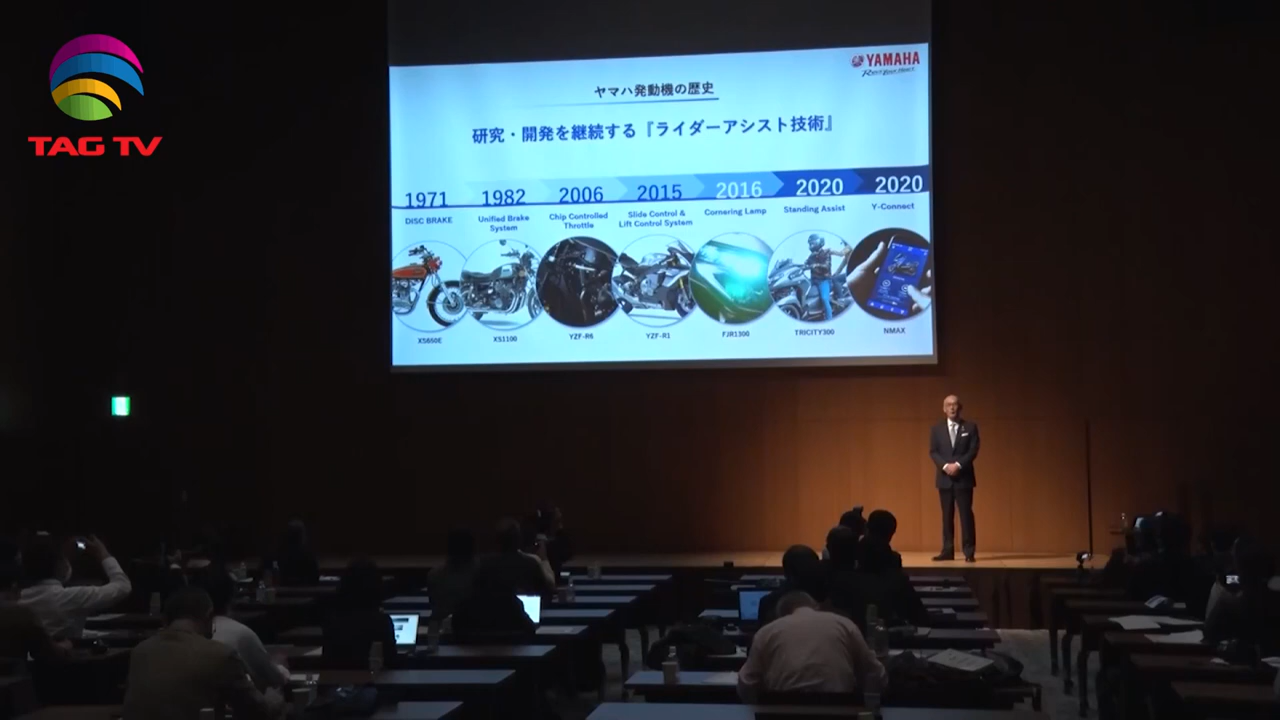 TAG TV
YAMAHA
Revs Your Heart
ヤマハ発動機の歴史
研究・開発を継続する『ライダーアシスト技術』
1971
DISC BRAKE
XS650E
1982
Unified Brake
System
XS1100
2006
Chip Controlled
Throttle
YZF-R6
2015
Slide Control &
Lift Control System
YZF-R1
2016
Cornering Lamp
FJR1300
2020
Standing Assist
TRICITY300
2020
Y-Connect
NMAX